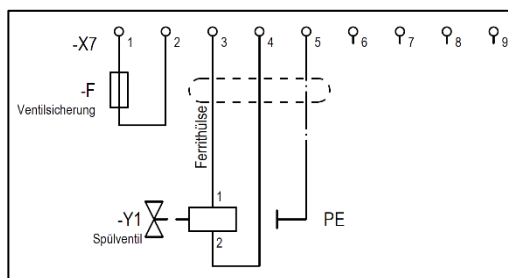 -X7 1 2 3 4 5 6 7 8 9
-F
Ventilsicherung
Ferrithülse
1
-Y1
2
Spülventil
PE